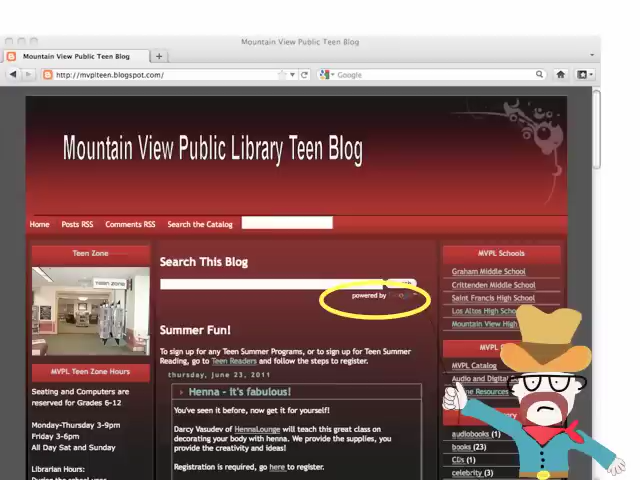 Mountain View Public Teen Blog
Mountain View Public Teen Blog
http://mvplteen.blogspot.com/
Google
Mountain View Public Library Teen Blog
Home Posts RSS Comments RSS Search the Catalog
Teen Zone
TEEN ZONE
MVPL Teen Zone Hours
Seating and Computers are
reserved for Grades 6-12
Monday-Thursday 3-9pm
Friday 3-6pm
All Day Sat and Sunday
Librarian Hours:
During the school year
Search This Blog
powered by
Summer Fun!
To sign up for any Teen Summer Programs, or to sign up for Teen Summer
Reading, go to Teen Readers and follow the steps to register.
thursday, june 23, 2011
Henna - It's fabulous!
You've seen it before, now get it for yourself!
Darcy Vasudev of HennaLounge will teach this great class on
decorating your body with henna. We provide the supplies, you
provide the creativity and ideas!
Registration is required, go here to register.
MVPL Schools
Graham Middle School
Crittenden Middle School
Saint Francis High School
Los Altos High School
Mountain View High
MVPL
MVPL Catalog
Audio and Digital
Resources
audiobooks (1)
books (23)
CDs (1)
celebrity (3)